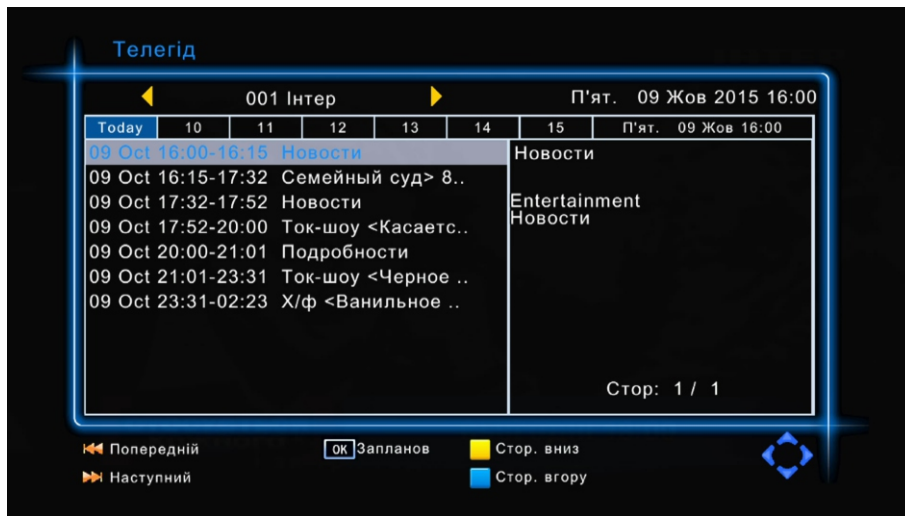 Телегід
001 Інтер П'ят. 09 Жов 2015 16:00
Today 10 11 12 13 14 15 П'ят. 09 Жов 16:00
09 Oct 16:00-16:15 Новости
09 Oct 16:15-17:32 Семейный суд> 8..
09 Oct 17:32-17:52 Новости
09 Oct 17:52-20:00 Ток-шоу <Касаетс..
09 Oct 20:00-21:01 Подробности
09 Oct 21:01-23:31 Ток-шоу <Черное ..
09 Oct 23:31-02:23 Х/ф <Ванильное ..
Новости
Entertainment
Новости
Стор: 1 / 1
Попередній OK Запланов Стор. вниз
Наступний Стор. вгору